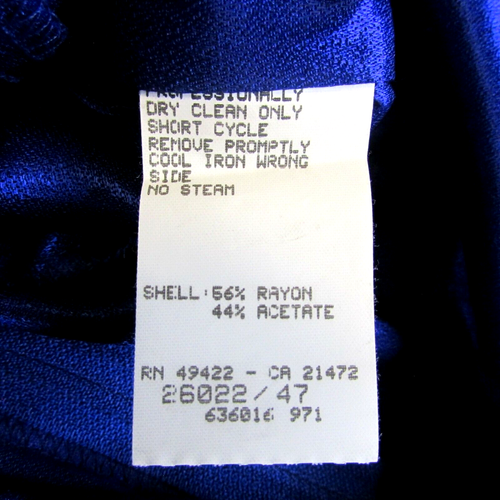 PROFESSIONALLY
DRY CLEAN ONLY
SHORT CYCLE
REMOVE PROMPTLY
COOL IRON WRONG
SIDE
NO STEAM
SHELL: 56% RAYON
44% ACETATE
RN 49422 - CA 21472
26022/47
636016 971